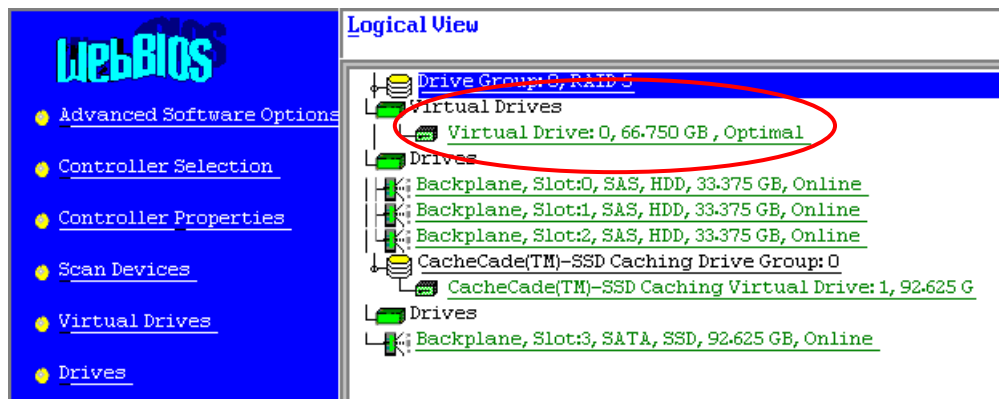 WebBIOS
Advanced Software Options
Controller Selection
Controller Properties
Scan Devices
Virtual Drives
Drives
Logical View
Drive Group: 0, RAID 5
Virtual Drives
Virtual Drive: 0, 66.750 GB , Optimal
Drives
Backplane, Slot:0, SAS, HDD, 33.375 GB, Online
Backplane, Slot:1, SAS, HDD, 33.375 GB, Online
Backplane, Slot:2, SAS, HDD, 33.375 GB, Online
CacheCade(TM)-SSD Caching Drive Group: 0
CacheCade(TM)-SSD Caching Virtual Drive: 1, 92.625 G
Drives
Backplane, Slot:3, SATA, SSD, 92.625 GB, Online